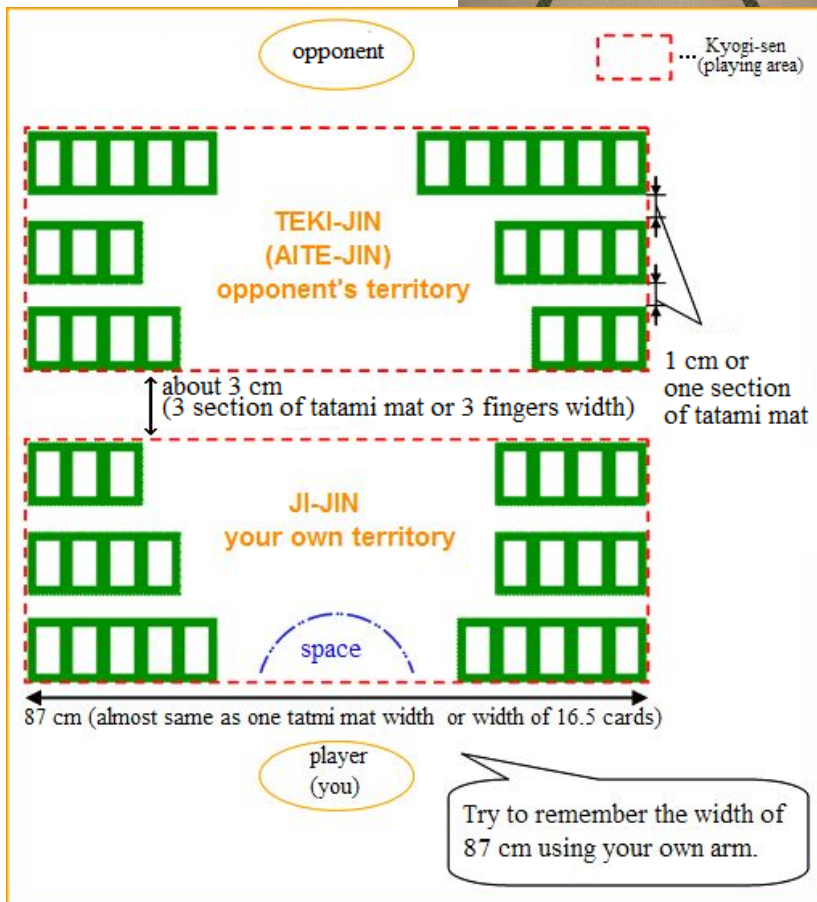 opponent
... Kyogi-sen
(playing area)
TEKI-JIN
(AITE-JIN)
opponent's territory
1 cm or
one section
of tatami mat
about 3 cm
(3 section of tatami mat or 3 fingers width)
JI-JIN
your own territory
space
87 cm (almost same as one tatmi mat width or width of 16.5 cards)
player
(you)
Try to remember the width of
87 cm using your own arm.